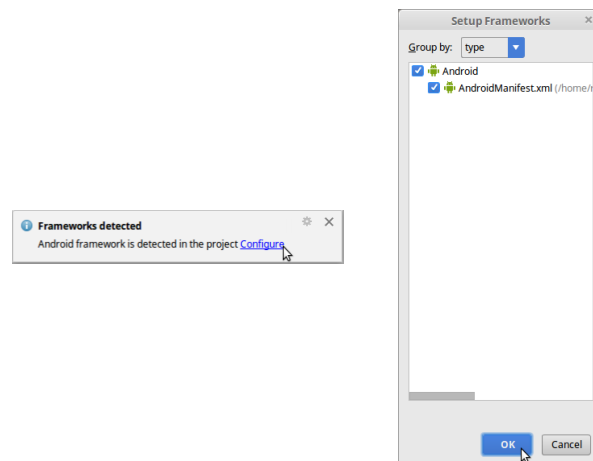 Frameworks detected
Android framework is detected in the project Configure
Setup Frameworks
Group by: type
Android
AndroidManifest.xml (/home/
OK Cancel